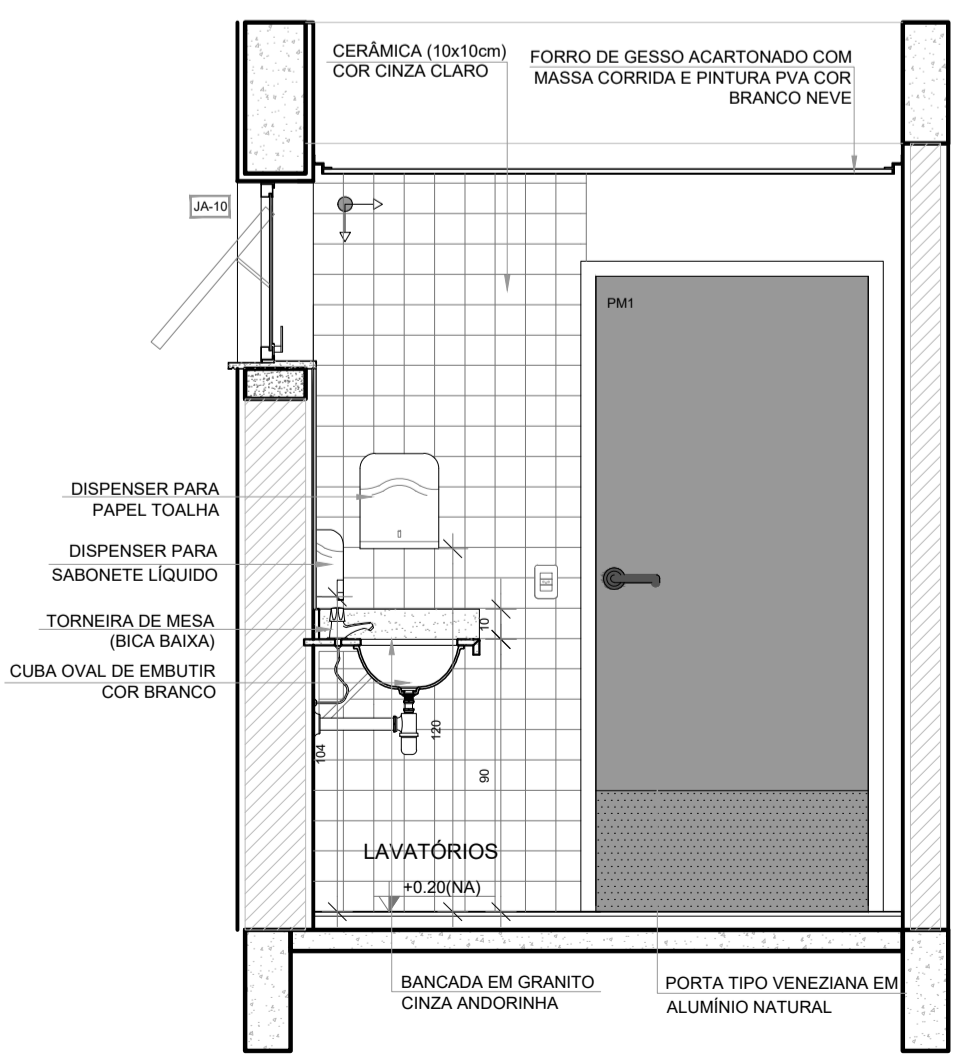 CERÂMICA (10x10cm)
COR CINZA CLARO
FORRO DE GESSO ACARTONADO COM
MASSA CORRIDA E PINTURA PVA COR
BRANCO NEVE
JA-10
PM1
DISPENSER PARA
PAPEL TOALHA
DISPENSER PARA
SABONETE LÍQUIDO
TORNEIRA DE MESA
(BICA BAIXA)
CUBA OVAL DE EMBUTIR
COR BRANCO
10
120
104
90
LAVATÓRIOS
+0.20(NA)
BANCADA EM GRANITO
CINZA ANDORINHA
PORTA TIPO VENEZIANA EM
ALUMÍNIO NATURAL